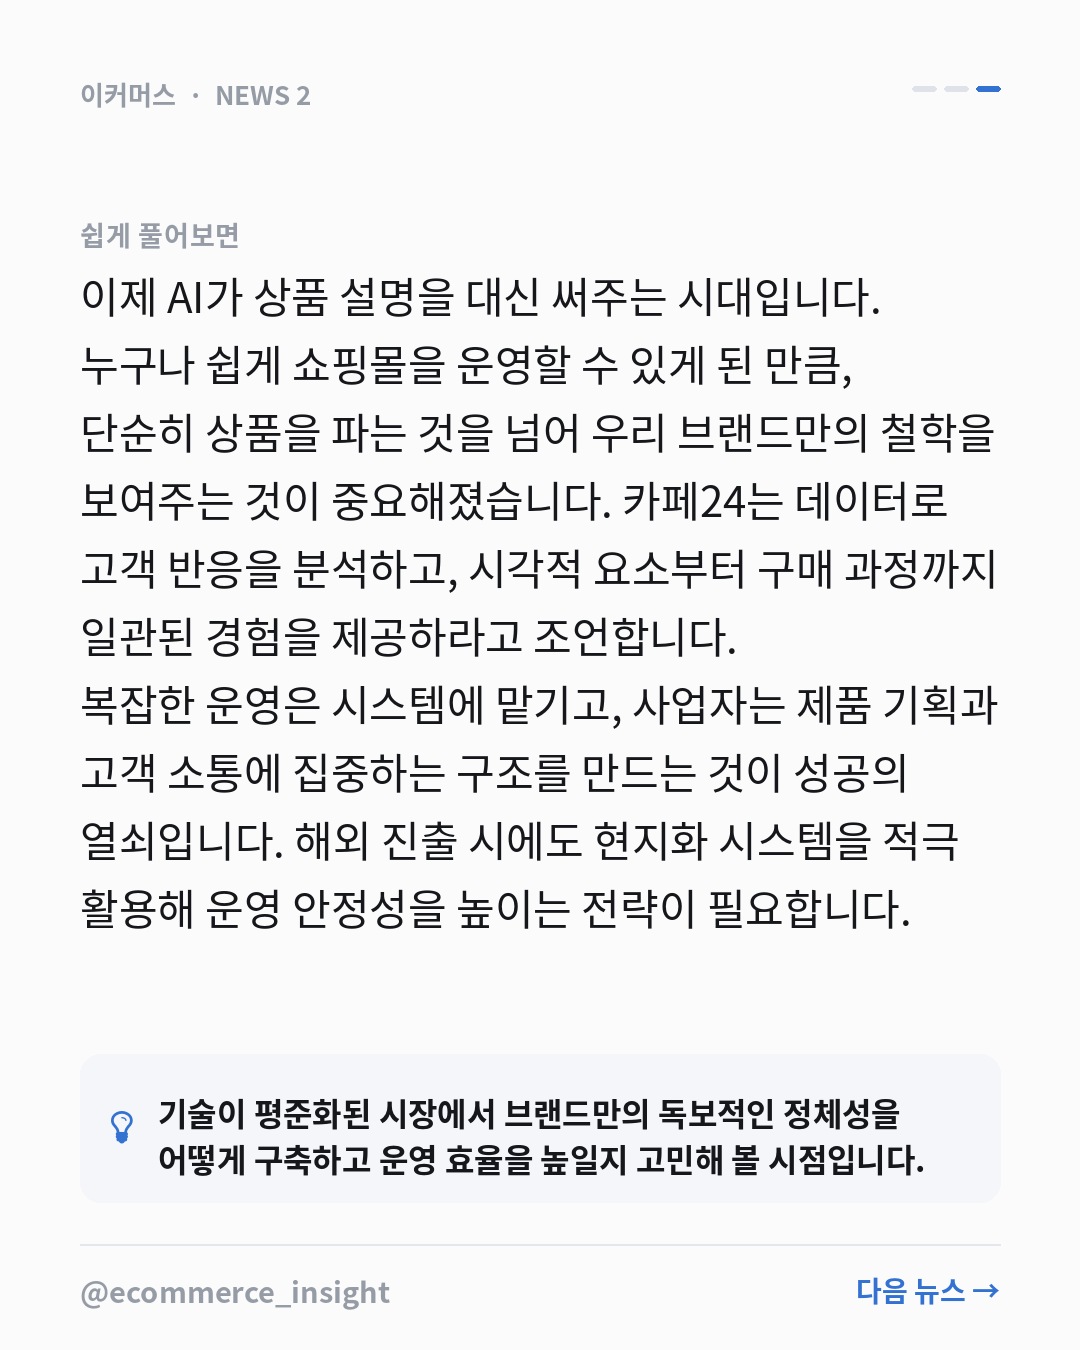 이커머스 · NEWS 2
쉽게 풀어보면
이제 AI가 상품 설명을 대신 써주는 시대입니다.
누구나 쉽게 쇼핑몰을 운영할 수 있게 된 만큼,
단순히 상품을 파는 것을 넘어 우리 브랜드만의 철학을
보여주는 것이 중요해졌습니다. 카페24는 데이터로
고객 반응을 분석하고, 시각적 요소부터 구매 과정까지
일관된 경험을 제공하라고 조언합니다.
복잡한 운영은 시스템에 맡기고, 사업자는 제품 기획과
고객 소통에 집중하는 구조를 만드는 것이 성공의
열쇠입니다. 해외 진출 시에도 현지화 시스템을 적극
활용해 운영 안정성을 높이는 전략이 필요합니다.
기술이 평준화된 시장에서 브랜드만의 독보적인 정체성을
어떻게 구축하고 운영 효율을 높일지 고민해 볼 시점입니다.
@ecommerce_insight
다음 뉴스 →